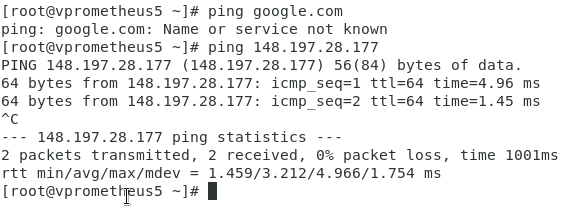 [root@vprometheus5 ~]# ping google.com
ping: google.com: Name or service not known
[root@vprometheus5 ~]# ping 148.197.28.177
PING 148.197.28.177 (148.197.28.177) 56(84) bytes of data.
64 bytes from 148.197.28.177: icmp_seq=1 ttl=64 time=4.96 ms
64 bytes from 148.197.28.177: icmp_seq=2 ttl=64 time=1.45 ms
^C
--- 148.197.28.177 ping statistics ---
2 packets transmitted, 2 received, 0% packet loss, time 1001ms
rtt min/avg/max/mdev = 1.459/3.212/4.966/1.754 ms
[root@vprometheus5 ~]#